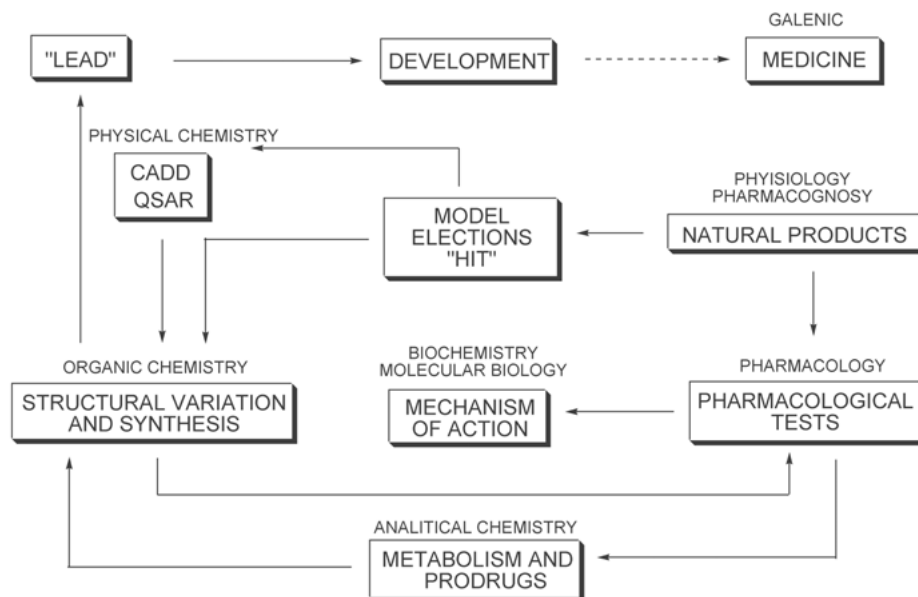 GALENIC
"LEAD"
DEVELOPMENT
MEDICINE
PHYSICAL CHEMISTRY
CADD
QSAR
MODEL
ELECTIONS
"HIT"
PHYISIOLOGY
PHARMACOGNOSY
NATURAL PRODUCTS
ORGANIC CHEMISTRY
STRUCTURAL VARIATION
AND SYNTHESIS
BIOCHEMISTRY
MOLECULAR BIOLOGY
MECHANISM
OF ACTION
PHARMACOLOGY
PHARMACOLOGICAL
TESTS
ANALITICAL CHEMISTRY
METABOLISM AND
PRODRUGS